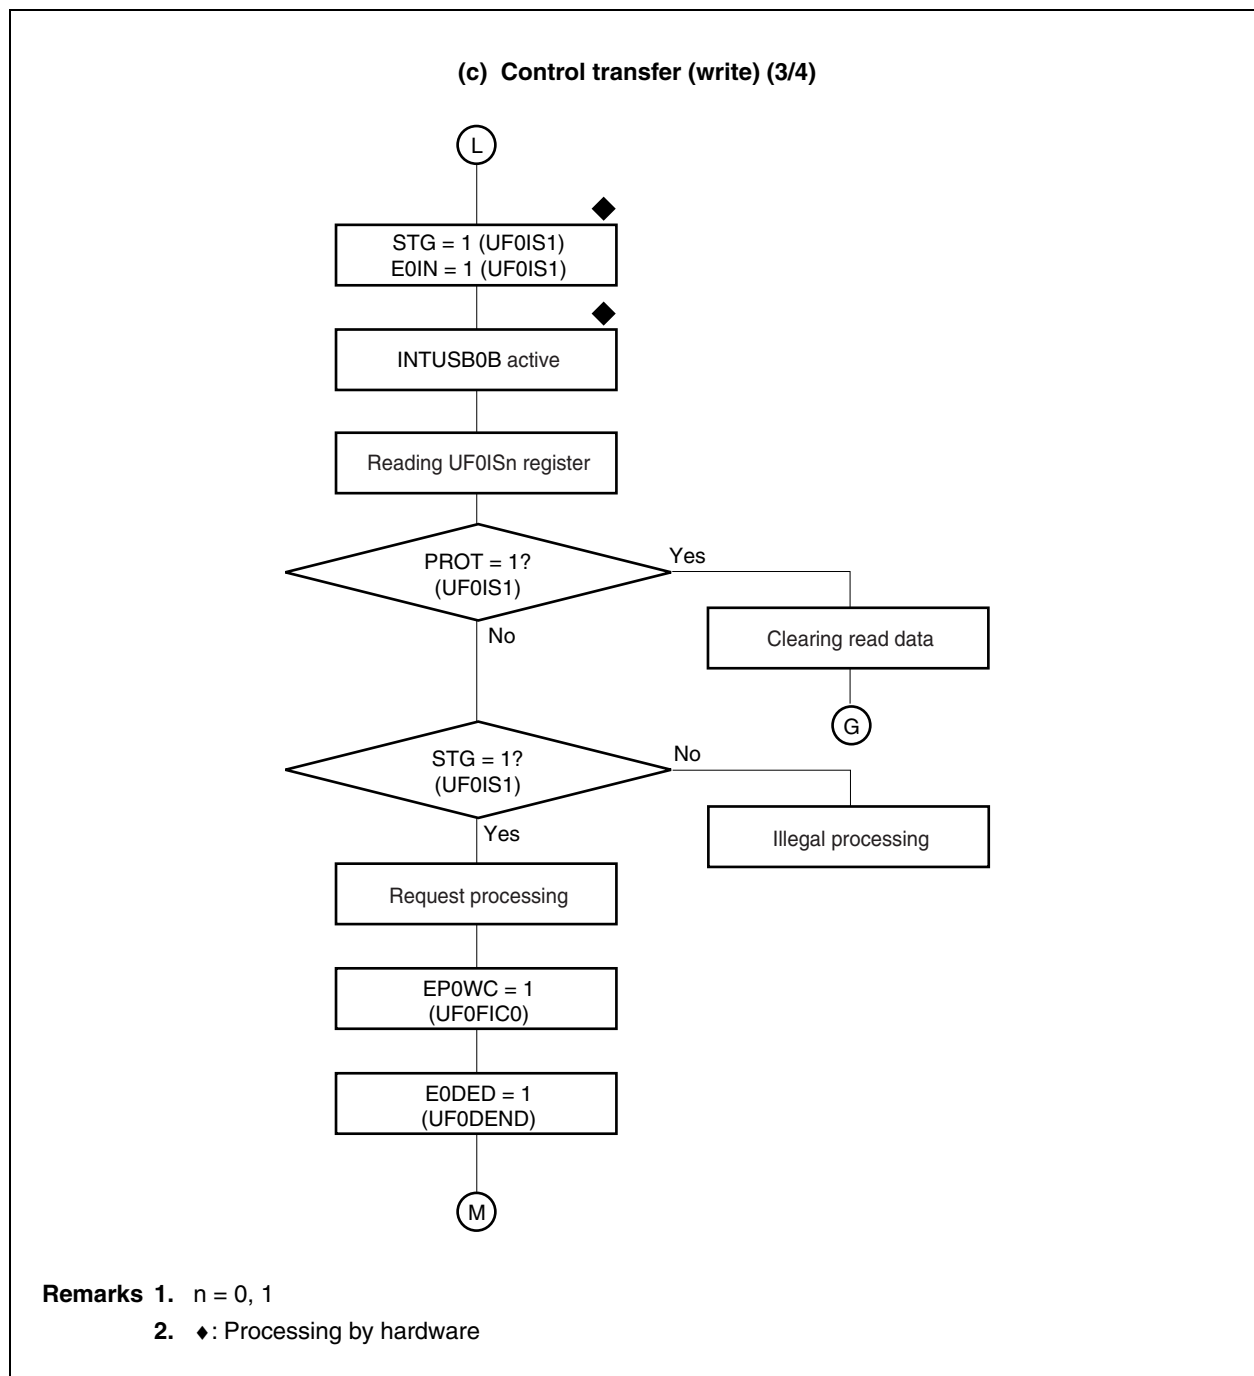 (c) Control transfer (write) (3/4)
L
STG = 1 (UF0IS1)
E0IN = 1 (UF0IS1)
INTUSB0B active
Reading UF0ISn register
PROT = 1?
(UF0IS1)
Yes
No
Clearing read data
G
STG = 1?
(UF0IS1)
No
Yes
Illegal processing
Request processing
EP0WC = 1
(UF0FIC0)
E0DED = 1
(UF0DEND)
M
Remarks 1. n = 0, 1
2. ♦: Processing by hardware